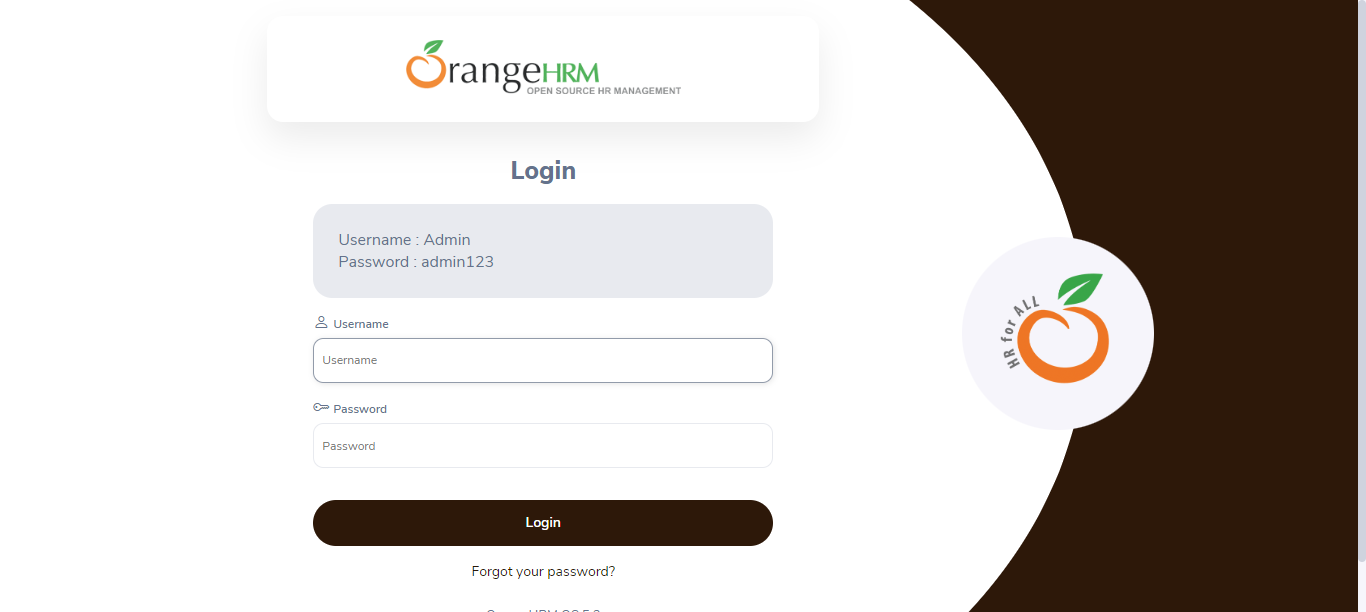 OrangeHRM
OPEN SOURCE HR MANAGEMENT
Login
Username : Admin
Password : admin123
Username
Username
Password
Password
Login
Forgot your password?
HR for ALL